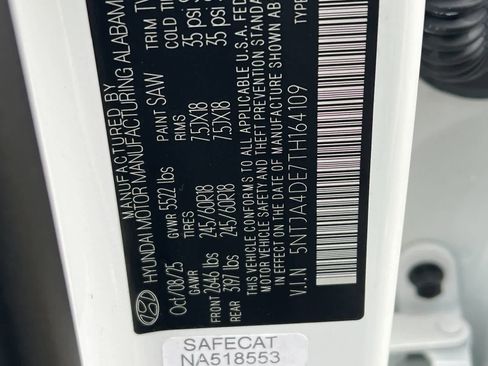 MANUFACTURED BY
HYUNDAI MOTOR MANUFACTURING ALABAMA
Oct/08/25 GVWR 5527 lbs PAINT SAW TRIM
GAWR TIRES RIMS COLD TI
FRONT 2646 lbs 245/60R18 7.5JX18 35 psi
REAR 3197 lbs 245/60R18 7.5JX18 35 psi
THIS VEHICLE CONFORMS TO ALL APPLICABLE U.S.A. FED
MOTOR VEHICLE SAFETY AND THEFT PREVENTION STANDAR
IN EFFECT ON THE DATE OF MANUFACTURE SHOWN ABO
V.I.N 5NTJA4DE7TH164109 TYPE
SAFECAT
NA518553